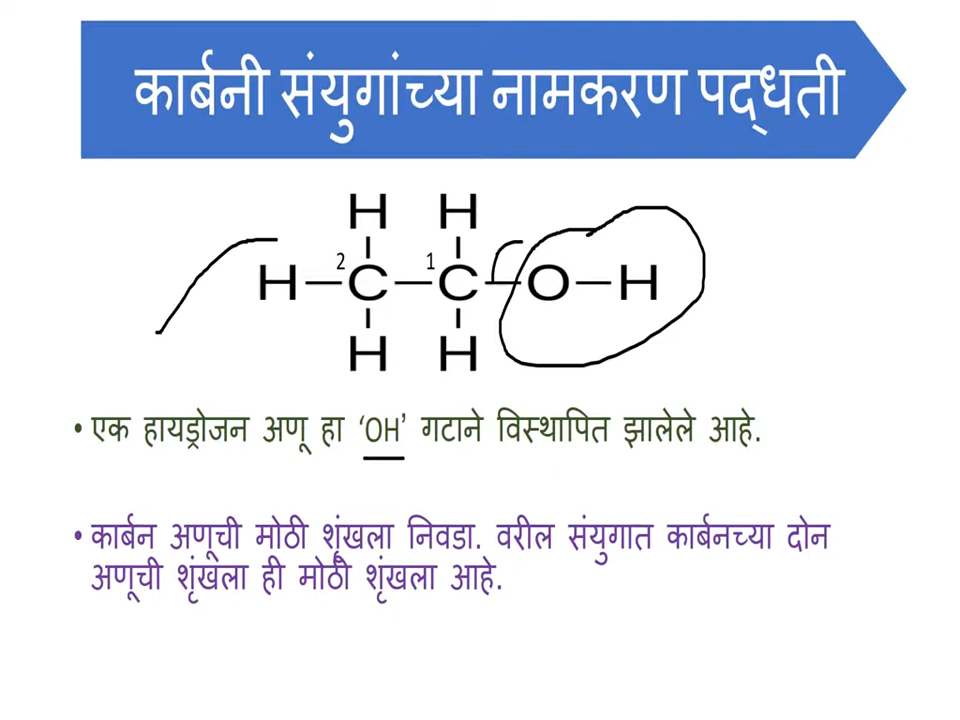 कार्बनी संयुगांच्या नामकरण पद्धती
H H
H 2 C 1 C O H
H H
• एक हायड्रोजन अणू हा ‘OH’ गटाने विस्थापित झालेले आहे.
• कार्बन अणूची मोठी शृंखला निवडा. वरील संयुगात कार्बनच्या दोन
अणूची शृंखला ही मोठी शृंखला आहे.